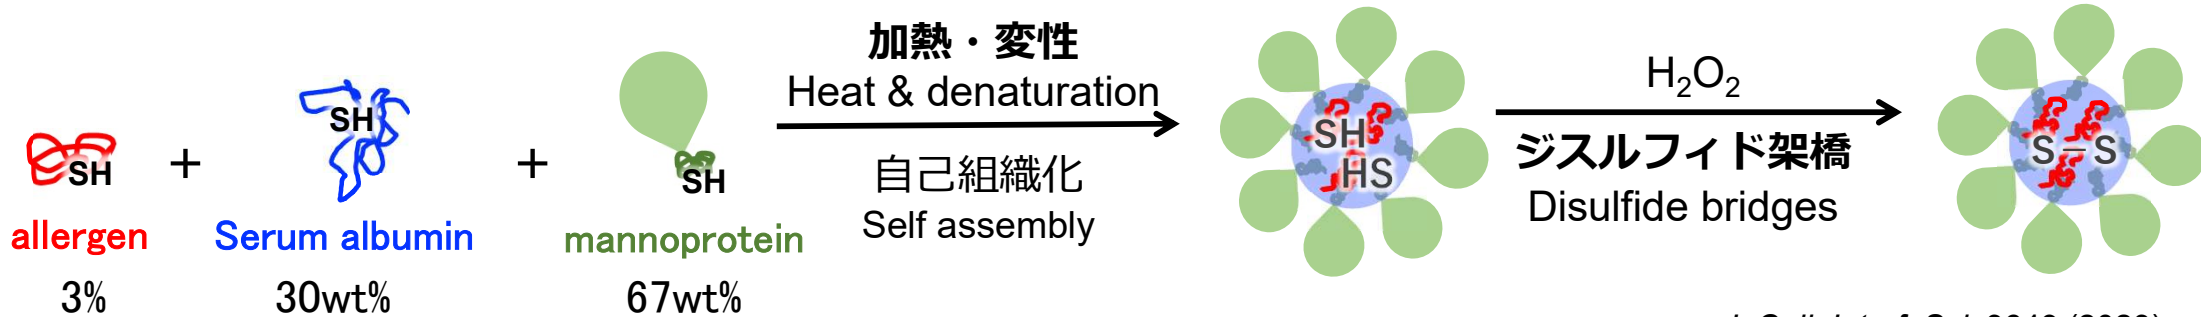 SH
allergen
3%
+
SH
Serum albumin
30wt%
+
SH
mannoprotein
67wt%
加熱・変性
Heat & denaturation
自己組織化
Self assembly
SH
HS
H₂O₂
ジスルフィド架橋
Disulfide bridges
S–S